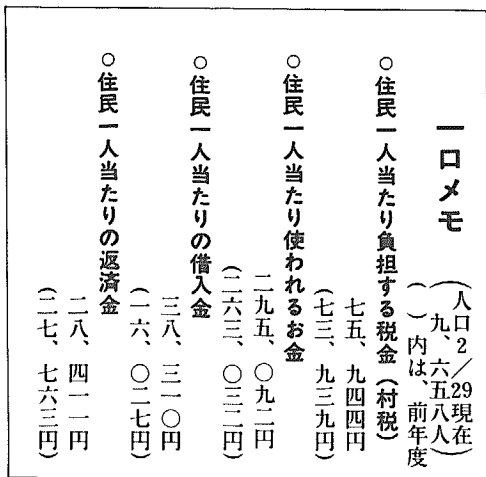 一口メモ
(人口2/29現在
九、六五八人)
( )内は、前年度
○住民一人当たり負担する税金(村税)
七五、九四四円
(七三、九三九円)
○住民一人当たり使われるお金
二九五、〇九二円
(二六三、〇三二円)
○住民一人当たりの借入金
三八、三一〇円
(一六、〇二七円)
○住民一人当たりの返済金
二八、四一一円
(二七、七六三円)